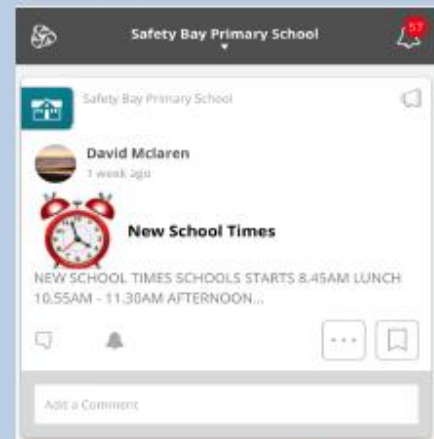 Safety Bay Primary School
57
Safety Bay Primary School
David Mclaren
1 week ago
New School Times
NEW SCHOOL TIMES SCHOOLS STARTS 8.45AM LUNCH
10.55AM - 11.30AM AFTERNOON...
Add a Comment